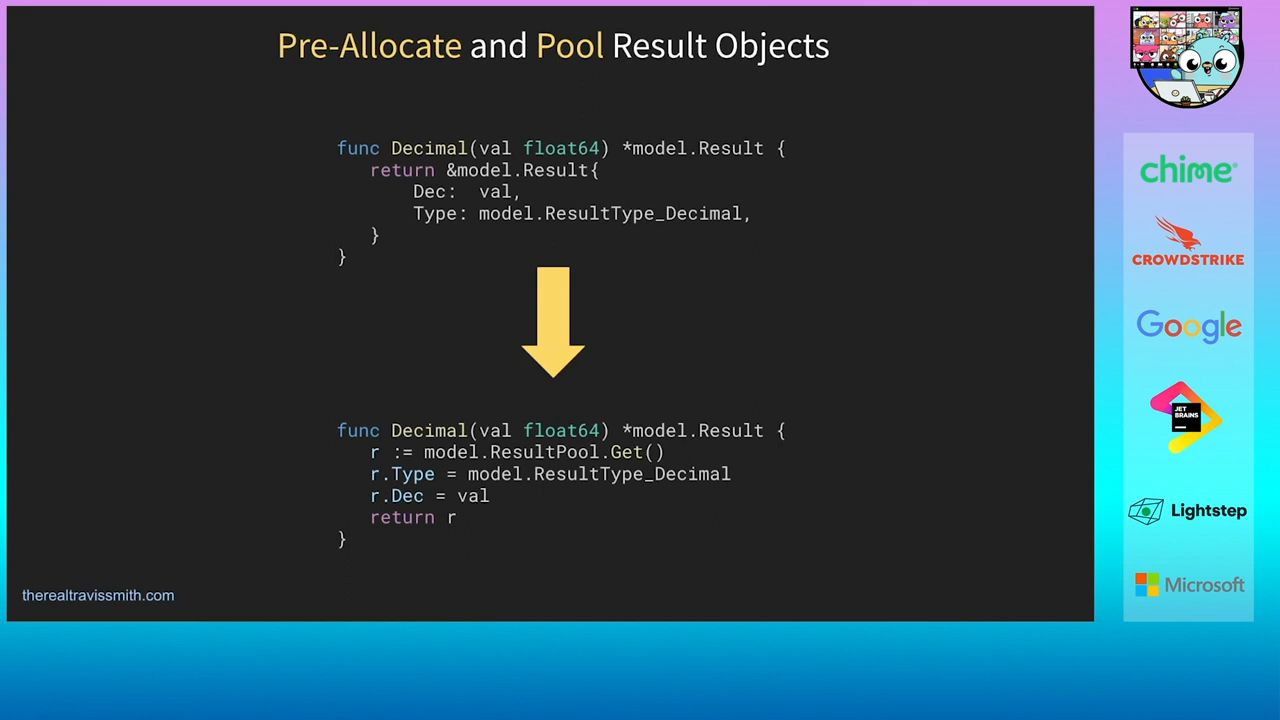 Pre-Allocate and Pool Result Objects
func Decimal(val float64) *model.Result {
return &model.Result{
Dec: val,
Type: model.ResultType_Decimal,
}
}
func Decimal(val float64) *model.Result {
r := model.ResultPool.Get()
r.Type = model.ResultType_Decimal
r.Dec = val
return r
}
therealtravissmith.com
chime®
CROWDSTRIKE
Google
JET
BRAINS
Lightstep
Microsoft